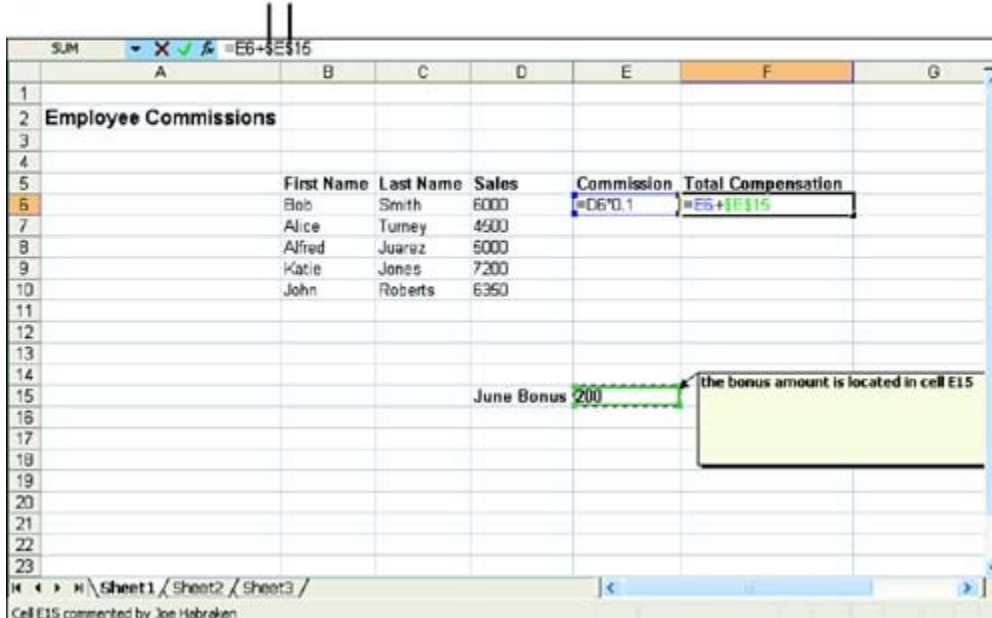 SUM =E6+$E$15
A B C D E F G
1
2 Employee Commissions
3
4
5 First Name Last Name Sales Commission Total Compensation
6 Bob Smith 6000 =D6*0.1 =E6+$E$15
7 Alice Turney 4500
8 Alfred Juarez 5000
9 Katie Jones 7200
10 John Roberts 6350
11
12
13
14 the bonus amount is located in cell E15
15 June Bonus 200
16
17
18
19
20
21
22
23
Sheet1 / Sheet2 / Sheet3 /
Cell E15 commented by Joe Habraken